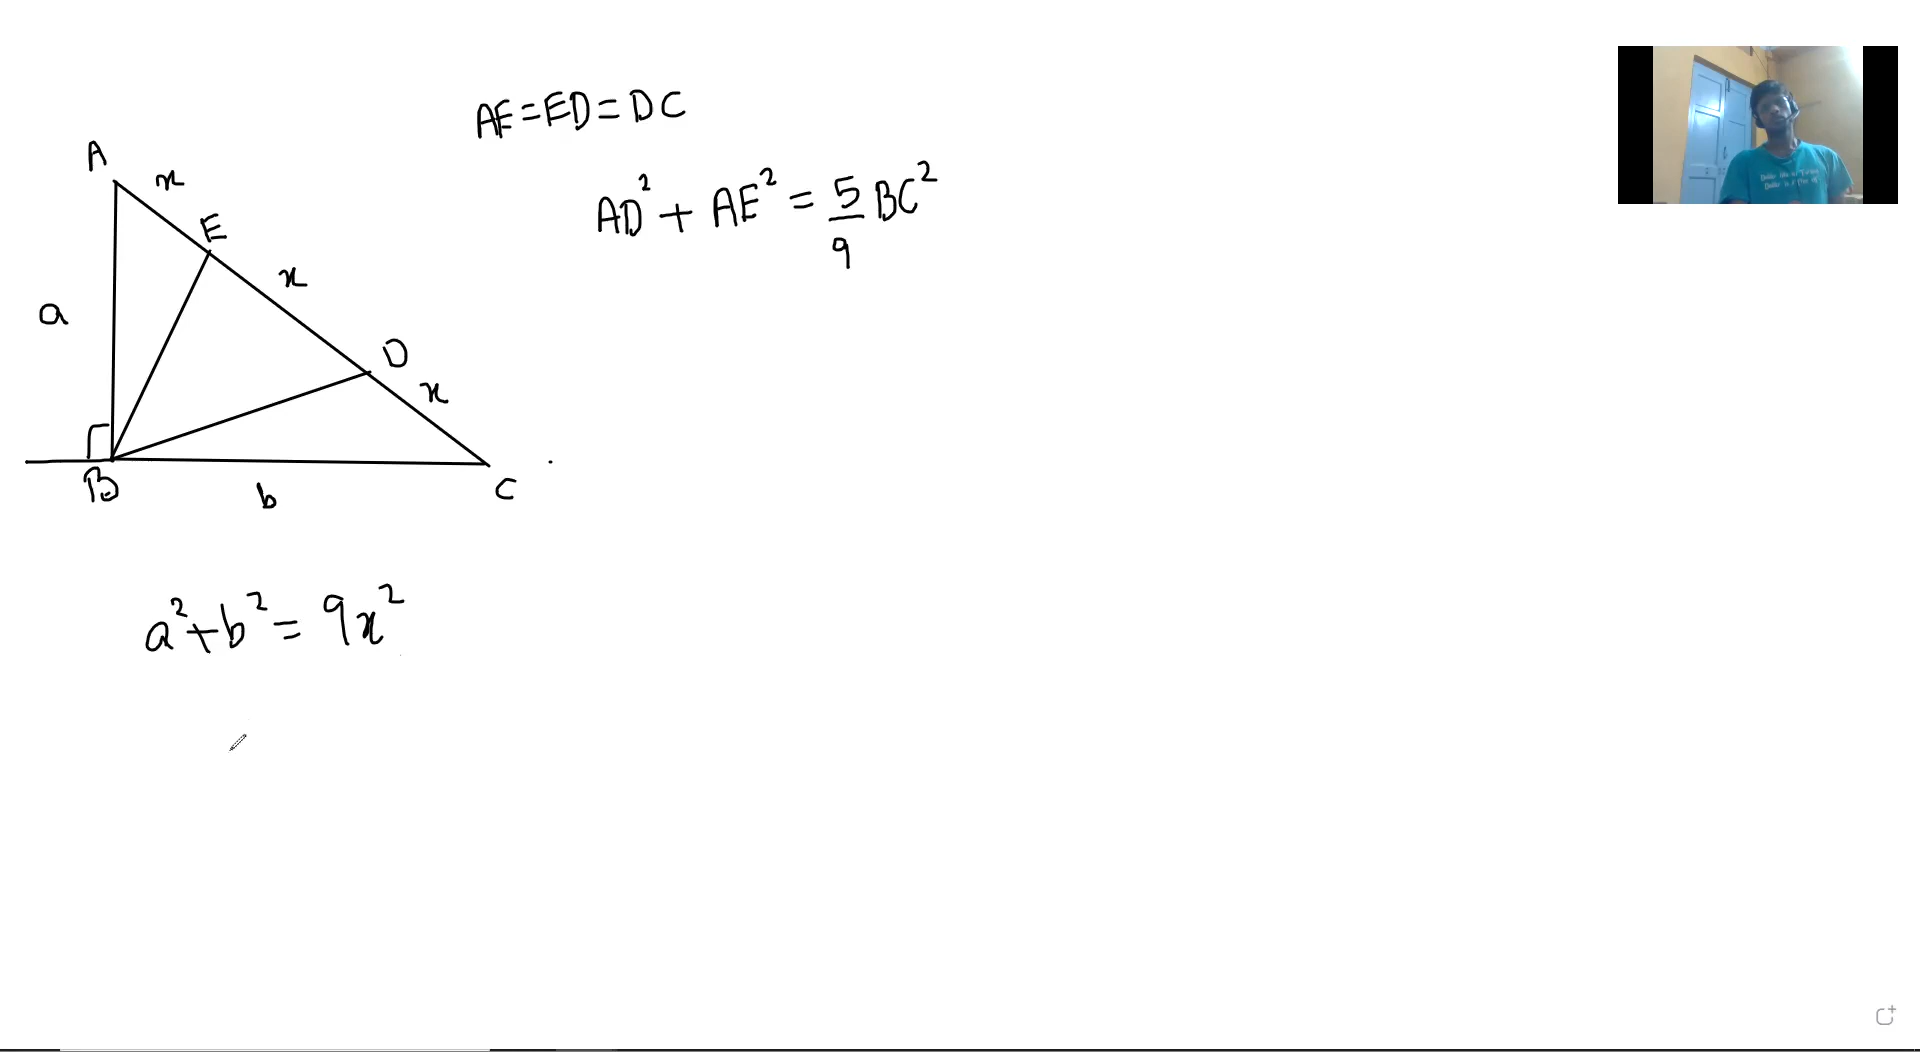 AE = ED = DC
AD² + AE² = 5/9 BC²
A
x
E
x
a
D
x
B
b
C
a² + b² = 9x²